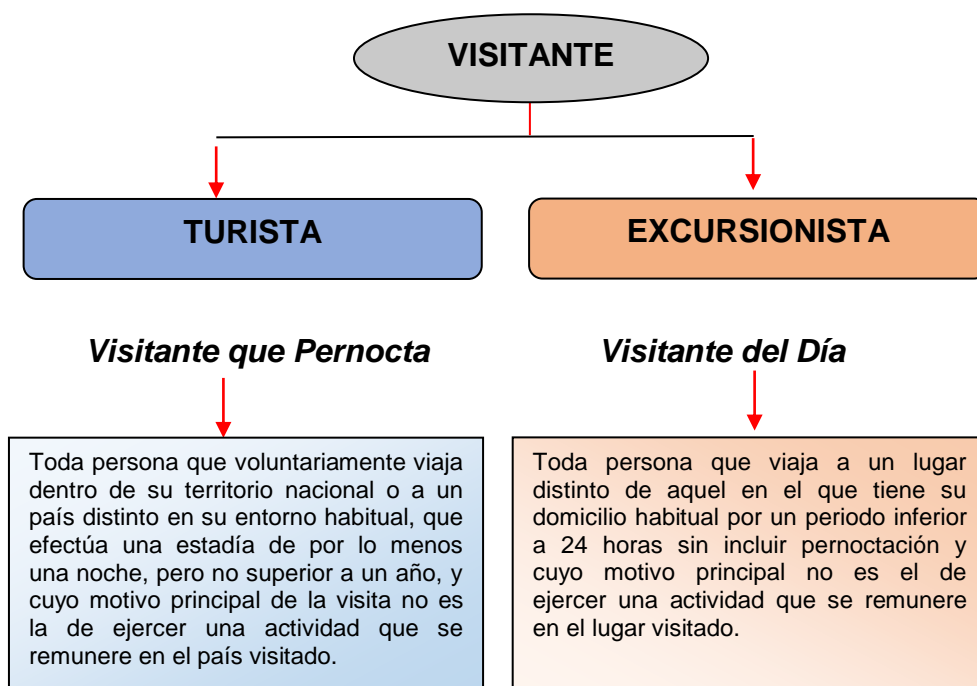 VISITANTE
TURISTA
EXCURSIONISTA
Visitante que Pernocta
Visitante del Día
Toda persona que voluntariamente viaja
dentro de su territorio nacional o a un
país distinto en su entorno habitual, que
efectúa una estadía de por lo menos
una noche, pero no superior a un año, y
cuyo motivo principal de la visita no es
la de ejercer una actividad que se
remunere en el país visitado.
Toda persona que viaja a un lugar
distinto de aquel en el que tiene su
domicilio habitual por un periodo inferior
a 24 horas sin incluir pernoctación y
cuyo motivo principal no es el de
ejercer una actividad que se remunere
en el lugar visitado.